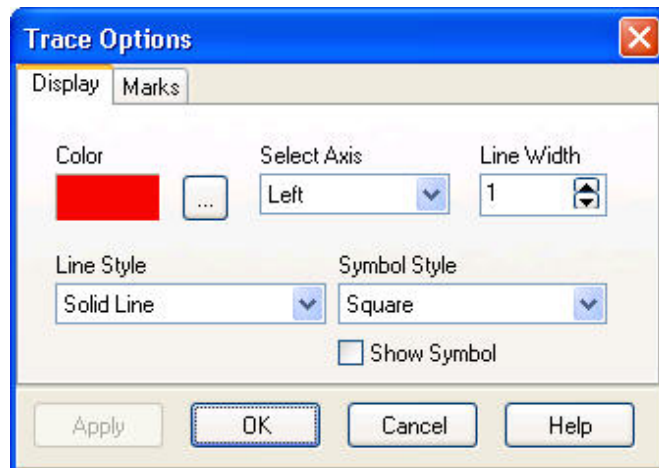 Trace Options
Display Marks
Color Select Axis Line Width
... Left 1
Line Style Symbol Style
Solid Line Square
Show Symbol
Apply OK Cancel Help